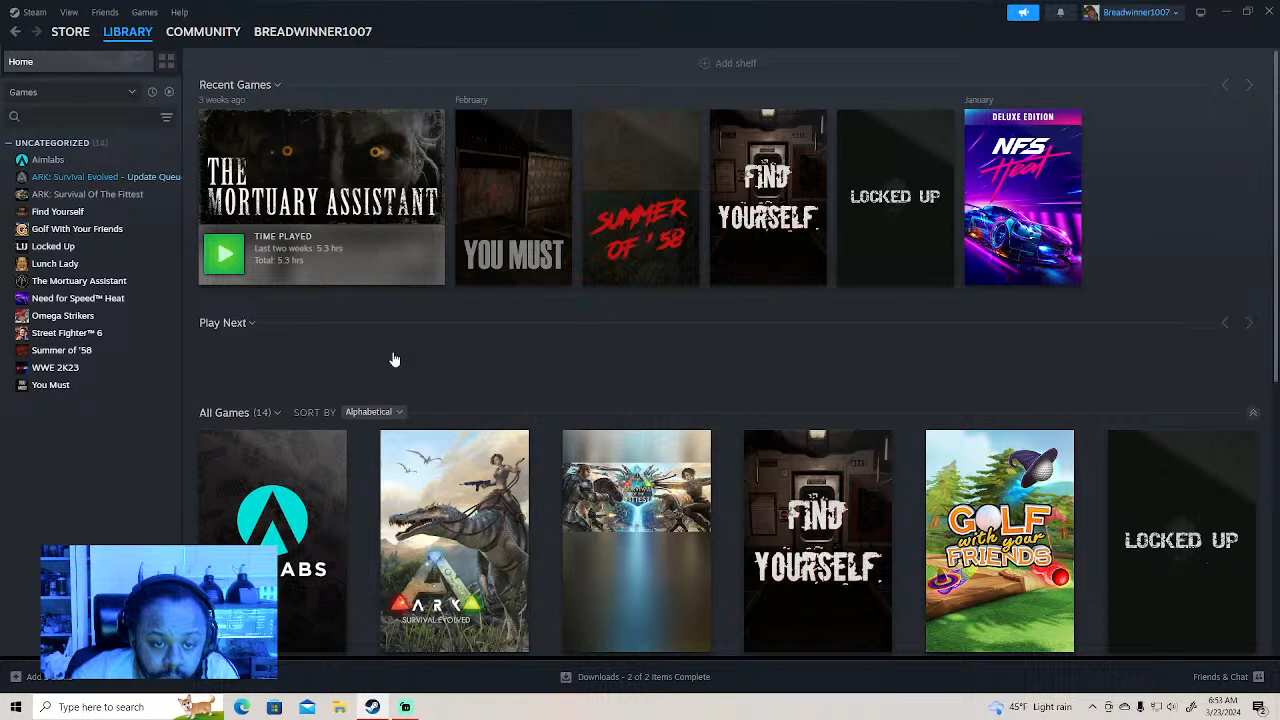 Steam View Friends Games Help
Breadwinner1007
STORE LIBRARY COMMUNITY BREADWINNER1007
Home
Add shelf
Games
Recent Games
3 weeks ago
February
January
UNCATEGORIZED (14)
Aimlabs
ARK: Survival Evolved - Update Queu
ARK: Survival Of The Fittest
Find Yourself
Golf With Your Friends
Locked Up
Lunch Lady
The Mortuary Assistant
Need for Speed™ Heat
Omega Strikers
Street Fighter™ 6
Summer of '58
WWE 2K23
You Must
THE
MORTUARY ASSISTANT
TIME PLAYED
Last two weeks: 5.3 hrs
Total: 5.3 hrs
YOU MUST
SUMMER
OF '58
FIND
YOURSELF
LOCKED UP
DELUXE EDITION
NFS
Heat
Play Next
All Games (14) SORT BY Alphabetical
LABS
ARK
SURVIVAL EVOLVED
FIND
YOURSELF
GOLF
with your
FRIENDS
LOCKED UP
Ad
Downloads - 2 of 2 Items Complete
Friends & Chat
Type here to search
45°F Light rain
6:53 AM
3/23/2024